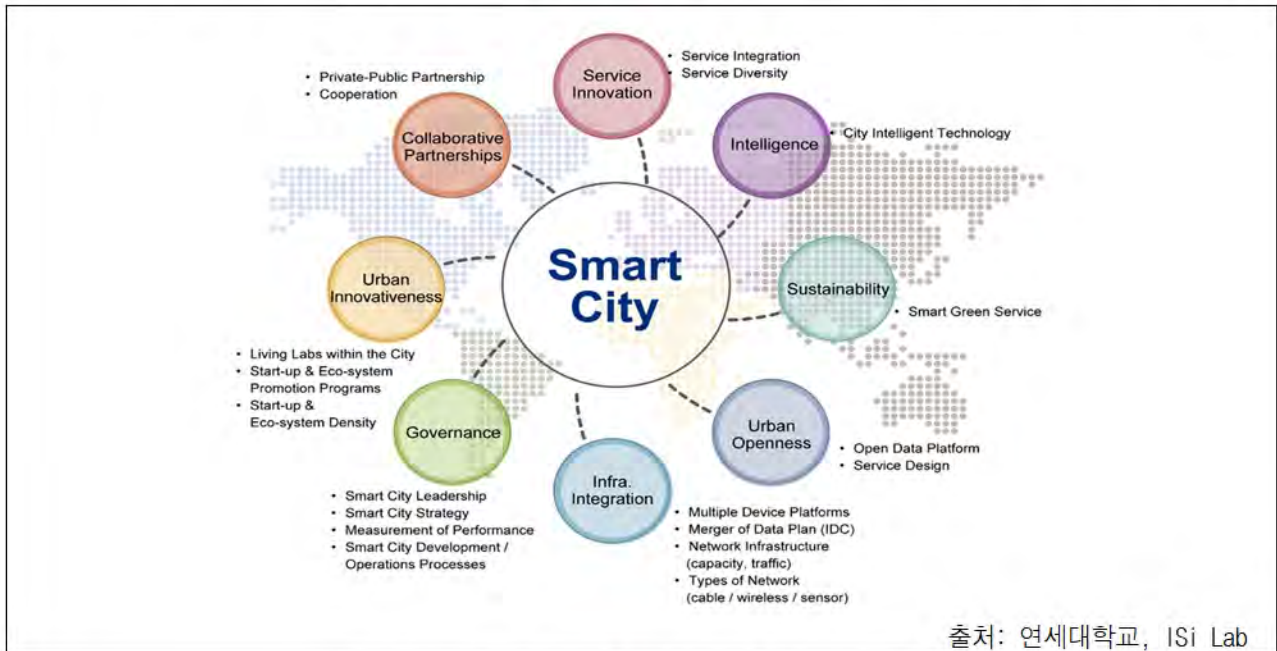 Service
Innovation
• Service Integration
• Service Diversity
• Private-Public Partnership
• Cooperation
Collaborative
Partnerships
Intelligence
• City Intelligent Technology
Smart
City
Urban
Innovativeness
• Living Labs within the City
• Start-up & Eco-system
Promotion Programs
• Start-up &
Eco-system Density
Sustainability
• Smart Green Service
Governance
• Smart City Leadership
• Smart City Strategy
• Measurement of Performance
• Smart City Development /
Operations Processes
Infra.
Integration
• Multiple Device Platforms
• Merger of Data Plan (IDC)
• Network Infrastructure
(capacity, traffic)
• Types of Network
(cable / wireless / sensor)
Urban
Openness
• Open Data Platform
• Service Design
출처: 연세대학교, ISi Lab